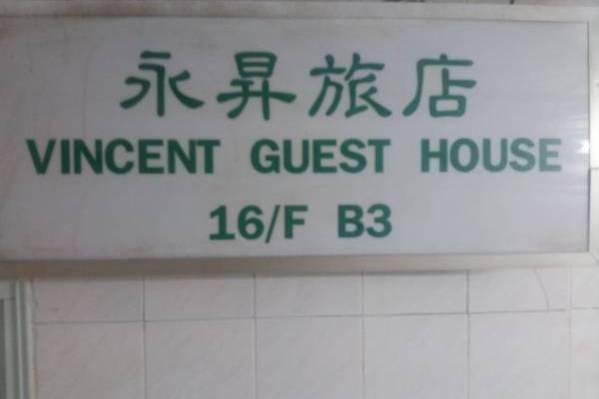 永昇旅店
VINCENT GUEST HOUSE
16/F B3